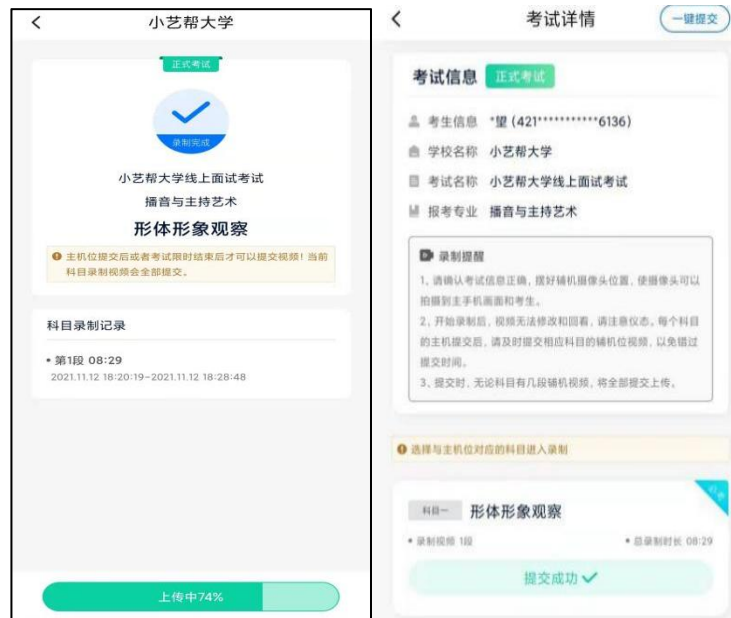 小艺帮大学
正式考试
录制完成
小艺帮大学线上面试考试
播音与主持艺术
形体形象观察
主机位提交后或者考试限时结束后才可以提交视频！当前
科目录制视频会全部提交。
科目录制记录
• 第1段 08:29
2021.11.12 18:20:19-2021.11.12 18:28:48
上传中74%
考试详情
一键提交
考试信息 正式考试
考生信息 *望 (421***********6136)
学校名称 小艺帮大学
考试名称 小艺帮大学线上面试考试
报考专业 播音与主持艺术
录制提醒
1、请确认考试信息正确，摆好辅机摄像头位置，使摄像头可以
拍摄到主手机画面和考生。
2、开始录制后，视频无法修改和回看，请注意仪态。每个科目
的主机提交后，请及时提交相应科目的辅机位视频，以免错过
提交时间。
3、提交时，无论科目有几段辅机视频，将全部提交上传。
选择与主机位对应的科目进入录制
科目一 形体形象观察
• 录制视频 1段 • 总录制时长 08:29
提交成功